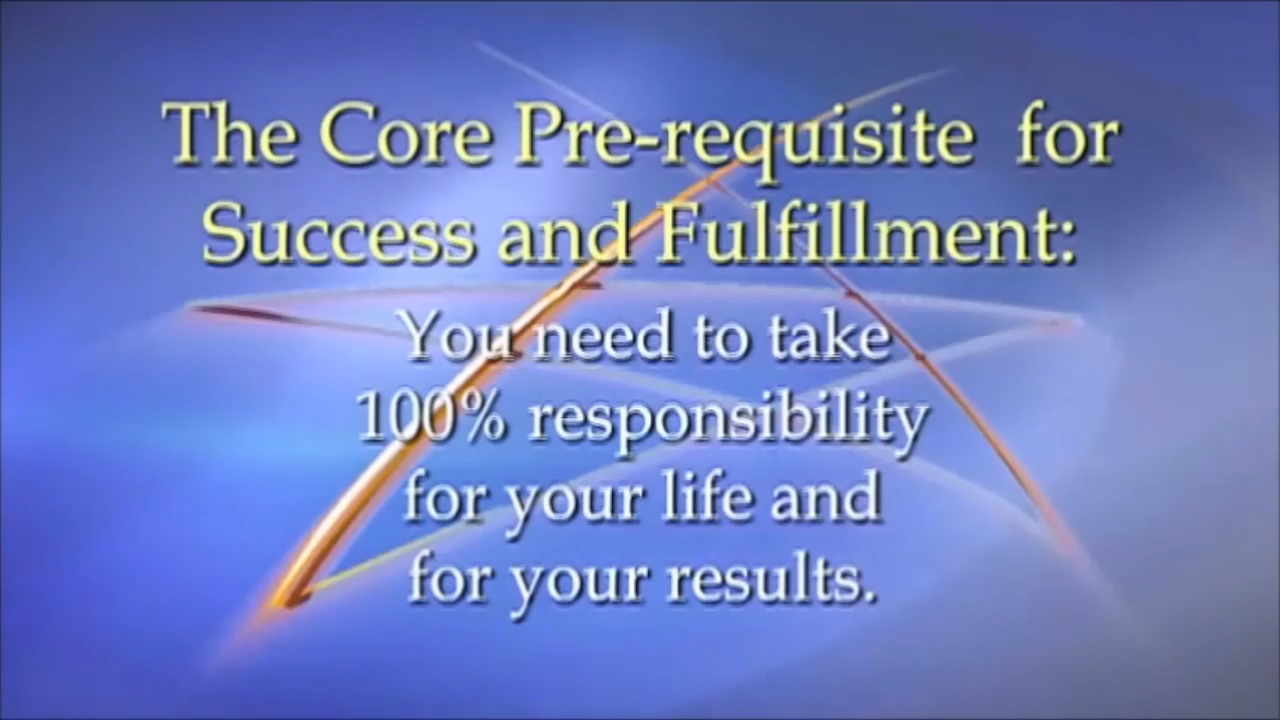 The Core Pre-requisite for
Success and Fulfillment:
You need to take
100% responsibility
for your life and
for your results.